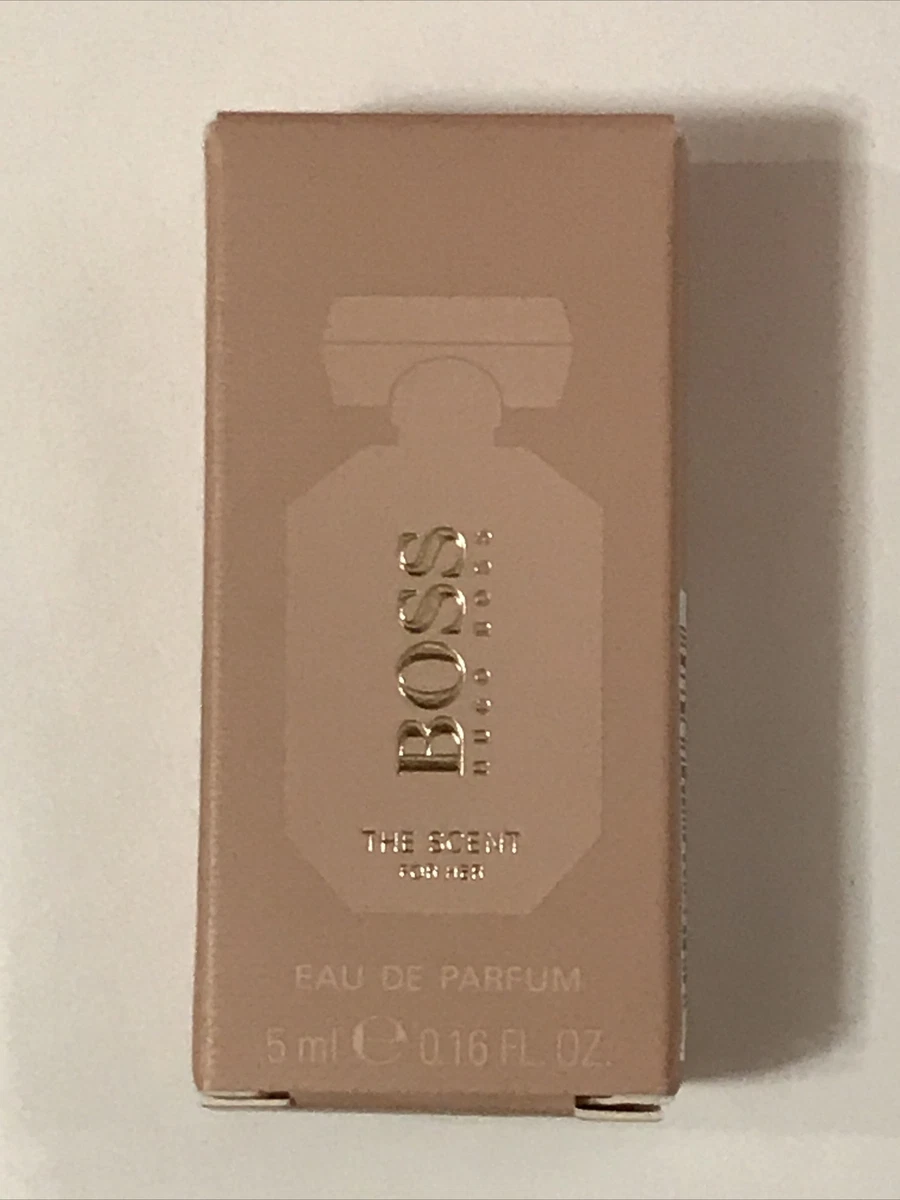 BOSS
HUGO BOSS
THE SCENT
FOR HER
EAU DE PARFUM
5 ml ℮ 0.16 FL. OZ.